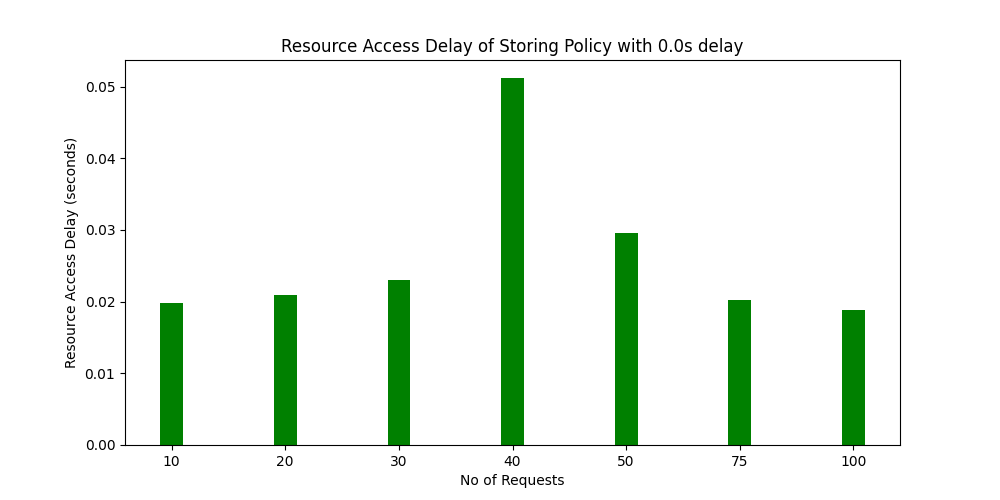 Resource Access Delay of Storing Policy with 0.0s delay
Resource Access Delay (seconds)
0.05
0.04
0.03
0.02
0.01
0.00
10 20 30 40 50 75 100
No of Requests